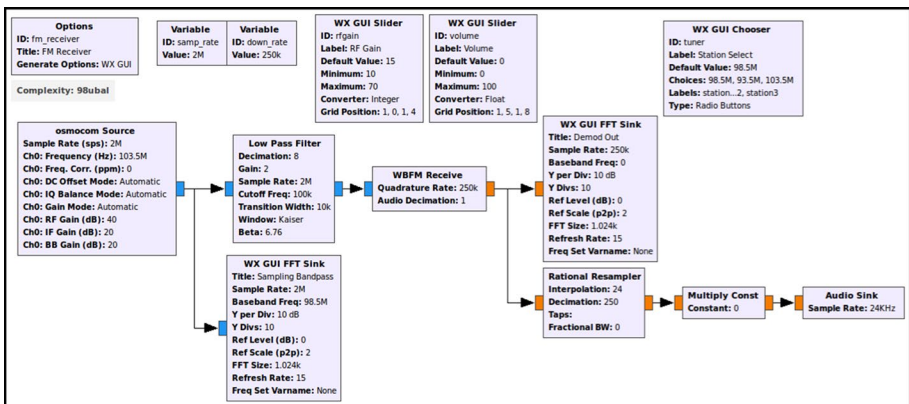 Options
ID: fm_receiver
Title: FM Receiver
Generate Options: WX GUI
Complexity: 98ubal
Variable
ID: samp_rate
Value: 2M
Variable
ID: down_rate
Value: 250k
WX GUI Slider
ID: rfgain
Label: RF Gain
Default Value: 15
Minimum: 10
Maximum: 70
Converter: Integer
Grid Position: 1, 0, 1, 4
WX GUI Slider
ID: volume
Label: Volume
Default Value: 0
Minimum: 0
Maximum: 100
Converter: Float
Grid Position: 1, 5, 1, 8
WX GUI Chooser
ID: tuner
Label: Station Select
Default Value: 98.5M
Choices: 98.5M, 93.5M, 103.5M
Labels: station...2, station3
Type: Radio Buttons
osmocom Source
Sample Rate (sps): 2M
Ch0: Frequency (Hz): 103.5M
Ch0: Freq. Corr. (ppm): 0
Ch0: DC Offset Mode: Automatic
Ch0: IQ Balance Mode: Automatic
Ch0: Gain Mode: Automatic
Ch0: RF Gain (dB): 40
Ch0: IF Gain (dB): 20
Ch0: BB Gain (dB): 20
Low Pass Filter
Decimation: 8
Gain: 2
Sample Rate: 2M
Cutoff Freq: 100k
Transition Width: 10k
Window: Kaiser
Beta: 6.76
WBFM Receive
Quadrature Rate: 250k
Audio Decimation: 1
WX GUI FFT Sink
Title: Demod Out
Sample Rate: 250k
Baseband Freq: 0
Y per Div: 10 dB
Y Divs: 10
Ref Level (dB): 0
Ref Scale (p2p): 2
FFT Size: 1.024k
Refresh Rate: 15
Freq Set Varname: None
WX GUI FFT Sink
Title: Sampling Bandpass
Sample Rate: 2M
Baseband Freq: 98.5M
Y per Div: 10 dB
Y Divs: 10
Ref Level (dB): 0
Ref Scale (p2p): 2
FFT Size: 1.024k
Refresh Rate: 15
Freq Set Varname: None
Rational Resampler
Interpolation: 24
Decimation: 250
Taps:
Fractional BW: 0
Multiply Const
Constant: 0
Audio Sink
Sample Rate: 24KHz